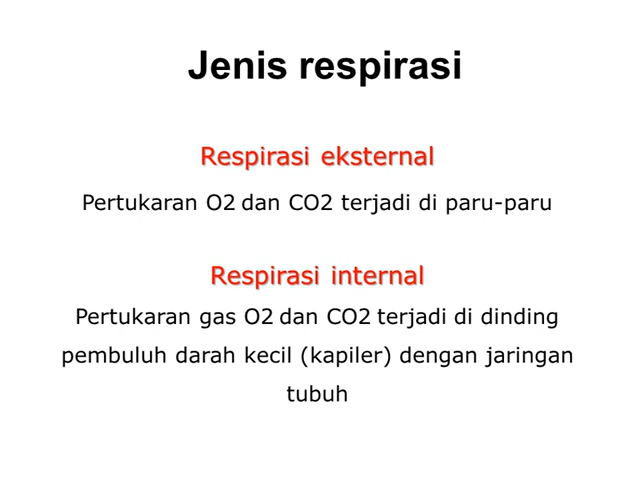 Jenis respirasi
Respirasi eksternal
Pertukaran O2 dan CO2 terjadi di paru-paru
Respirasi internal
Pertukaran gas O2 dan CO2 terjadi di dinding
pembuluh darah kecil (kapiler) dengan jaringan
tubuh